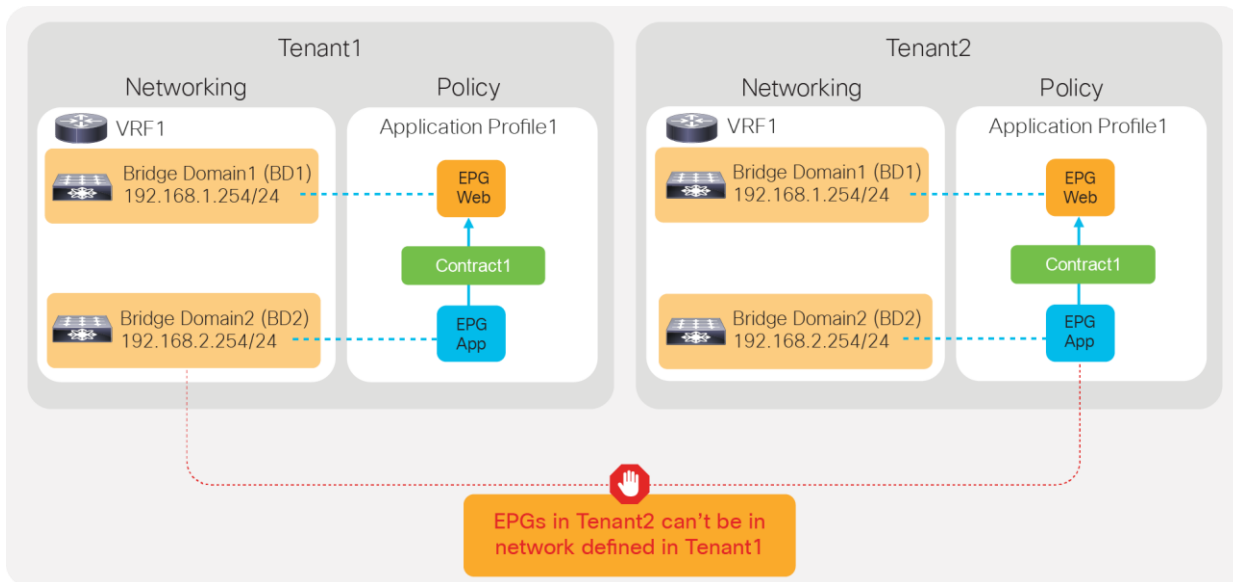 Tenant1
Networking
Policy
VRF1
Application Profile1
Bridge Domain1 (BD1)
192.168.1.254/24
EPG
Web
Contract1
Bridge Domain2 (BD2)
192.168.2.254/24
EPG
App
Tenant2
Networking
Policy
VRF1
Application Profile1
Bridge Domain1 (BD1)
192.168.1.254/24
EPG
Web
Contract1
Bridge Domain2 (BD2)
192.168.2.254/24
EPG
App
EPGs in Tenant2 can't be in
network defined in Tenant1